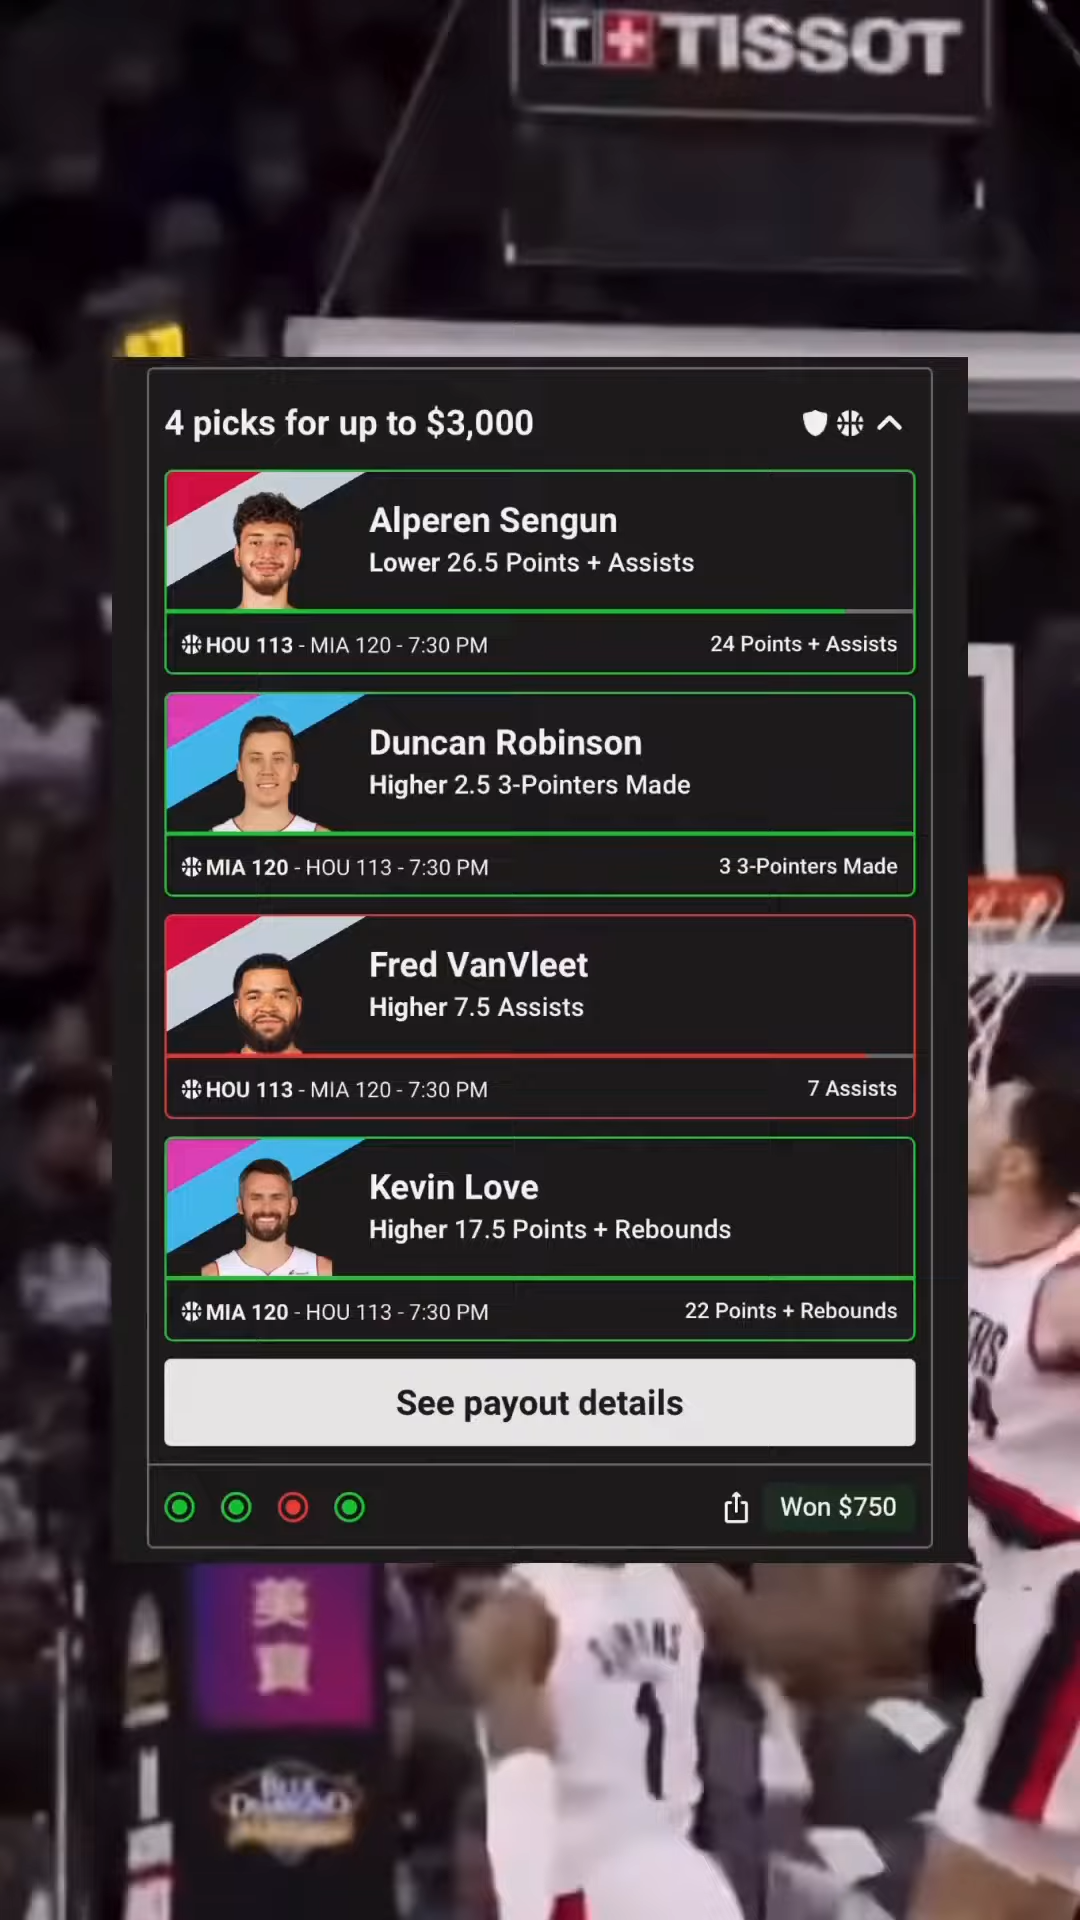 T+TISSOT
4 picks for up to $3,000
Alperen Sengun
Lower 26.5 Points + Assists
HOU 113 - MIA 120 - 7:30 PM
24 Points + Assists
Duncan Robinson
Higher 2.5 3-Pointers Made
MIA 120 - HOU 113 - 7:30 PM
3 3-Pointers Made
Fred VanVleet
Higher 7.5 Assists
HOU 113 - MIA 120 - 7:30 PM
7 Assists
Kevin Love
Higher 17.5 Points + Rebounds
MIA 120 - HOU 113 - 7:30 PM
22 Points + Rebounds
See payout details
Won $750
美
BLUE
DIAMOND
1